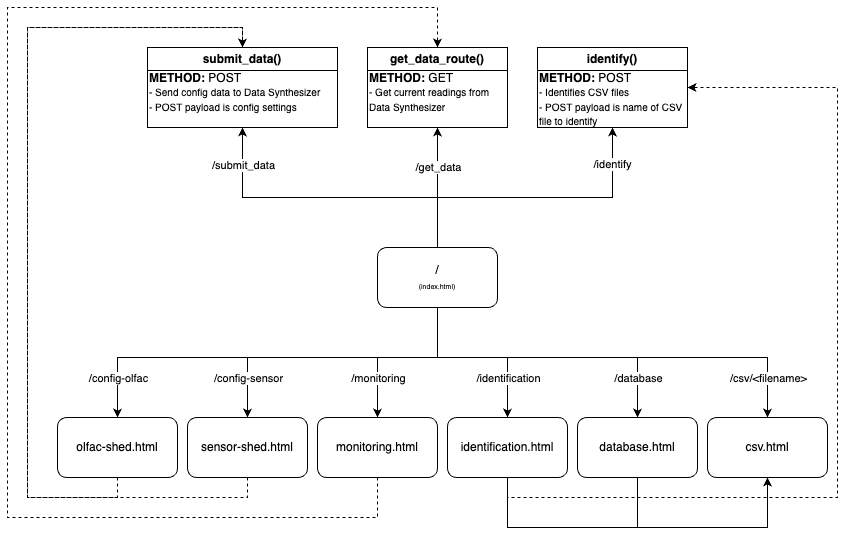 submit_data()
METHOD: POST
- Send config data to Data Synthesizer
- POST payload is config settings
get_data_route()
METHOD: GET
- Get current readings from
Data Synthesizer
identify()
METHOD: POST
- Identifies CSV files
- POST payload is name of CSV
file to identify
/submit_data
/get_data
/identify
/
(index.html)
/config-olfac
/config-sensor
/monitoring
/identification
/database
/csv/<filename>
olfac-shed.html
sensor-shed.html
monitoring.html
identification.html
database.html
csv.html